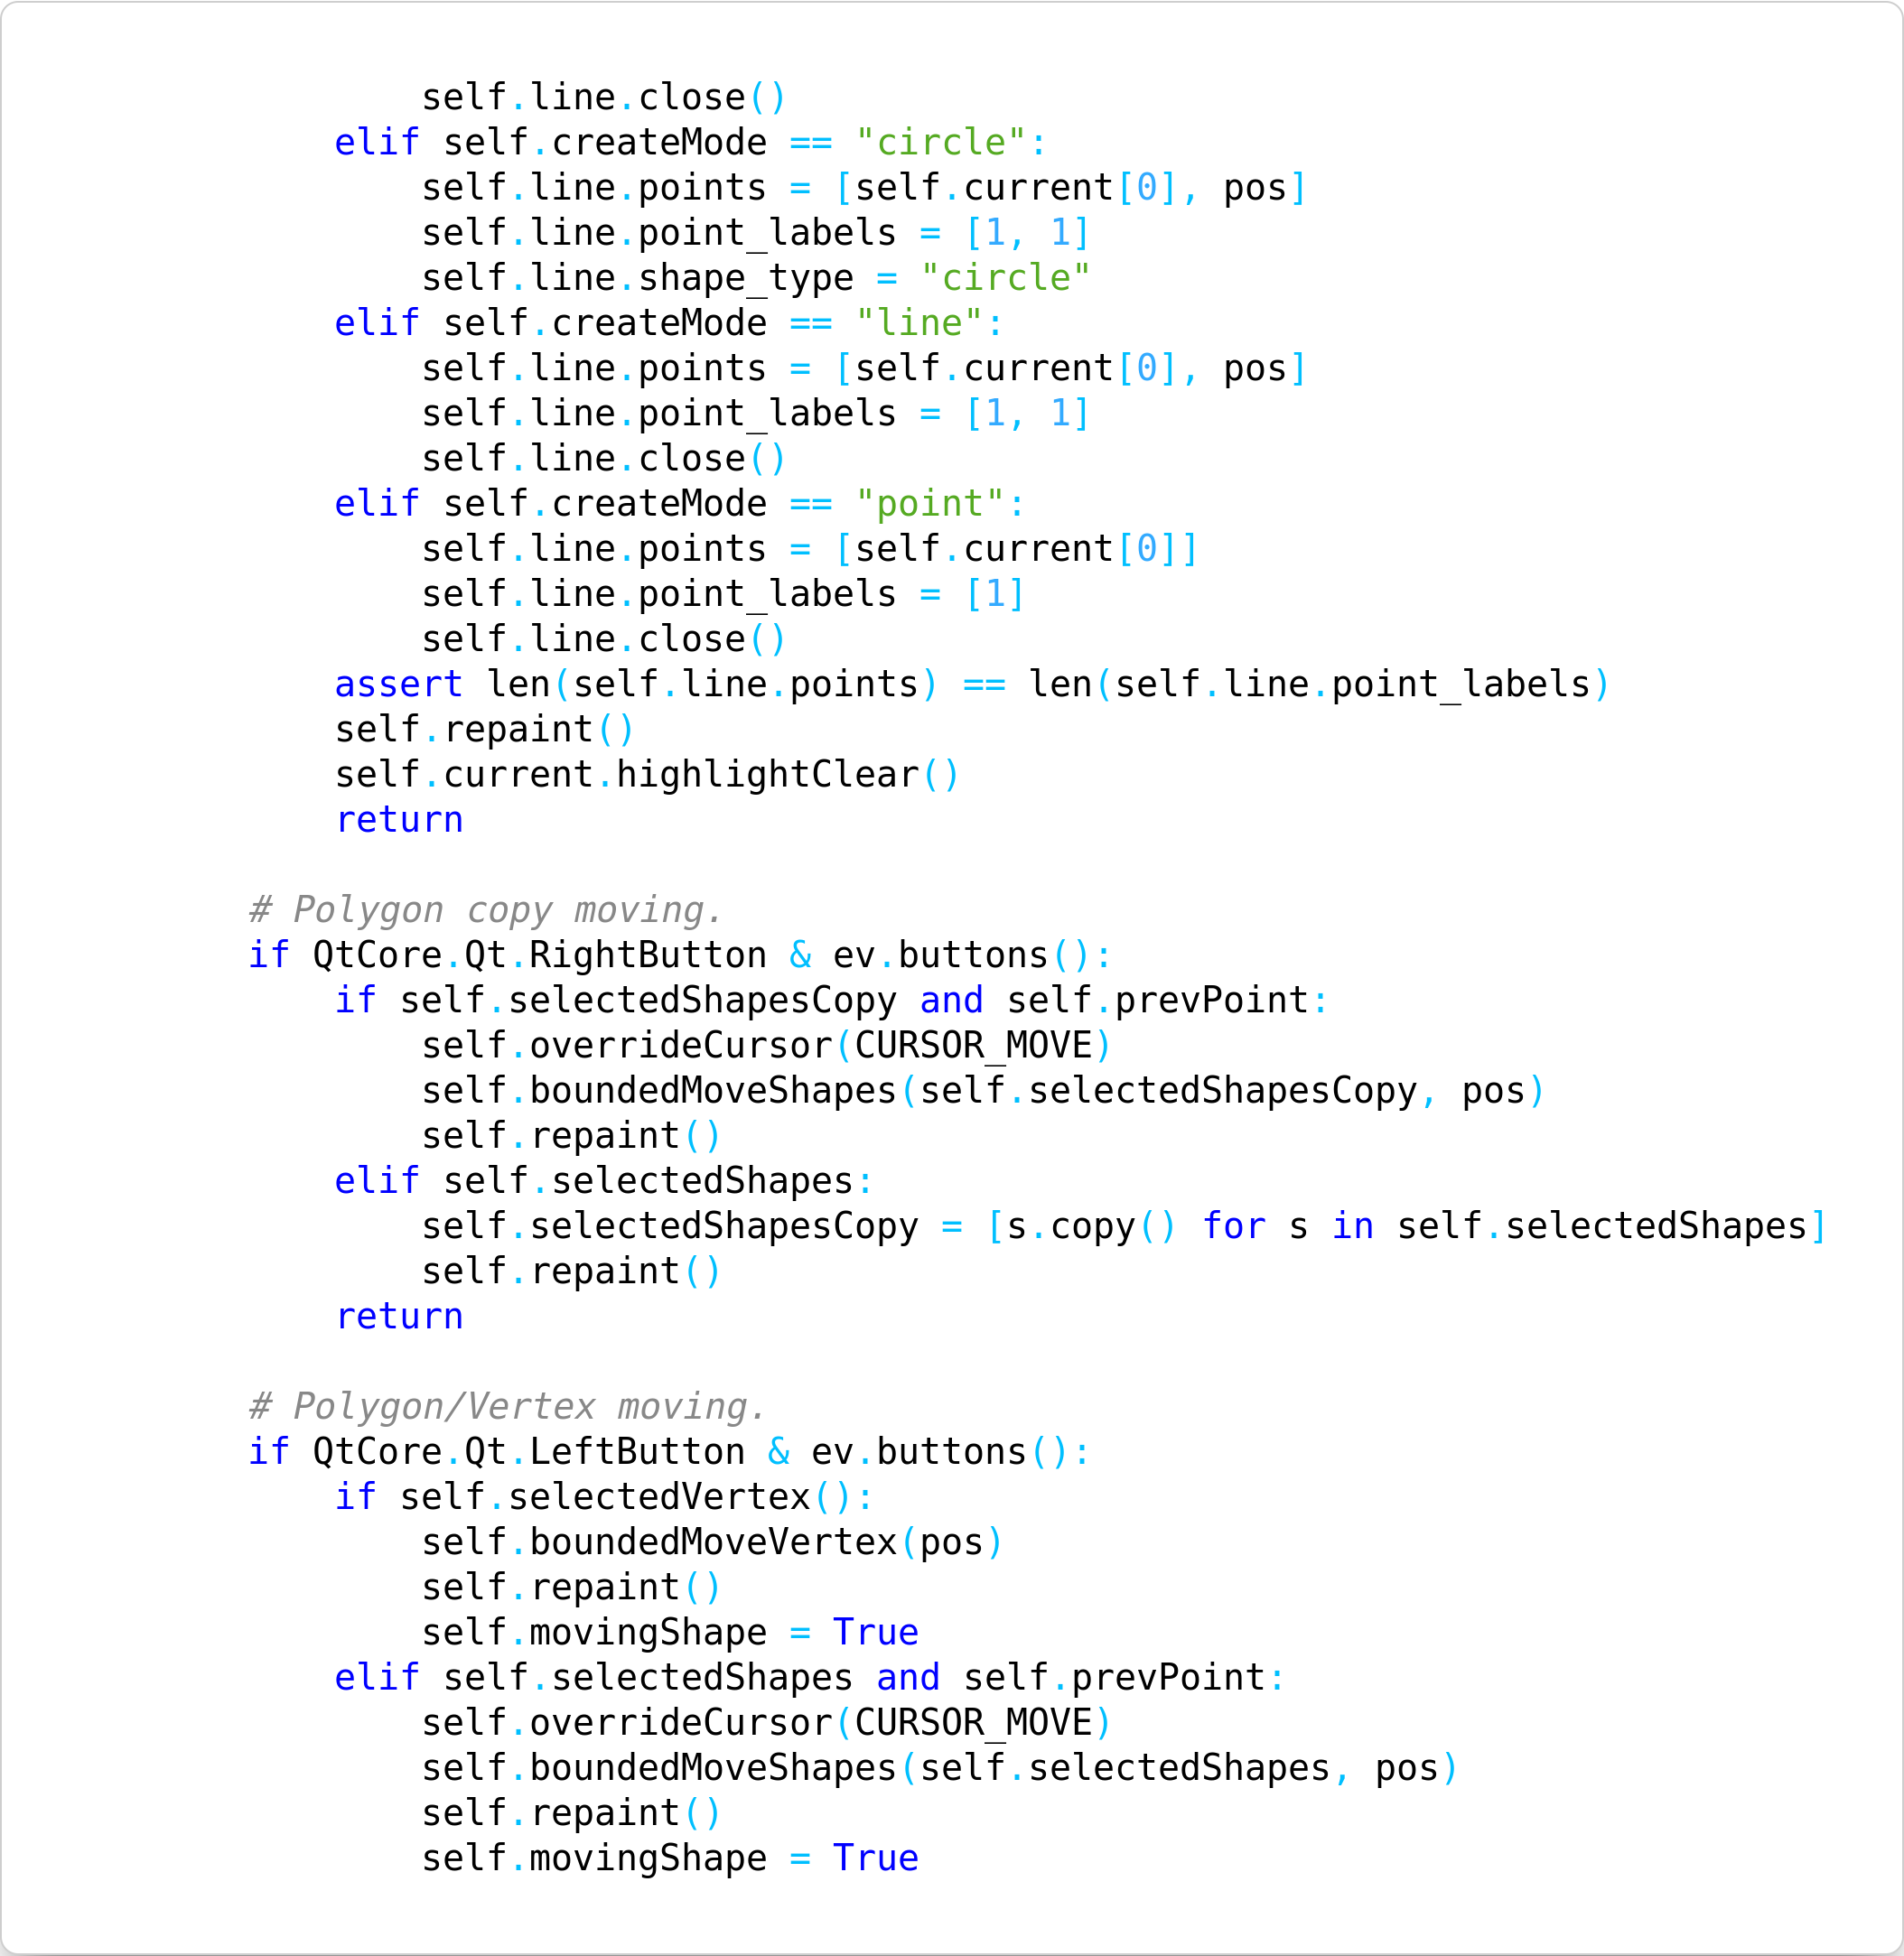 self.line.close()
            elif self.createMode == "circle":
                self.line.points = [self.current[0], pos]
                self.line.point_labels = [1, 1]
                self.line.shape_type = "circle"
            elif self.createMode == "line":
                self.line.points = [self.current[0], pos]
                self.line.point_labels = [1, 1]
                self.line.close()
            elif self.createMode == "point":
                self.line.points = [self.current[0]]
                self.line.point_labels = [1]
                self.line.close()
            assert len(self.line.points) == len(self.line.point_labels)
            self.repaint()
            self.current.highlightClear()
            return

        # Polygon copy moving.
        if QtCore.Qt.RightButton & ev.buttons():
            if self.selectedShapesCopy and self.prevPoint:
                self.overrideCursor(CURSOR_MOVE)
                self.boundedMoveShapes(self.selectedShapesCopy, pos)
                self.repaint()
            elif self.selectedShapes:
                self.selectedShapesCopy = [s.copy() for s in self.selectedShapes]
                self.repaint()
            return

        # Polygon/Vertex moving.
        if QtCore.Qt.LeftButton & ev.buttons():
            if self.selectedVertex():
                self.boundedMoveVertex(pos)
                self.repaint()
                self.movingShape = True
            elif self.selectedShapes and self.prevPoint:
                self.overrideCursor(CURSOR_MOVE)
                self.boundedMoveShapes(self.selectedShapes, pos)
                self.repaint()
                self.movingShape = True